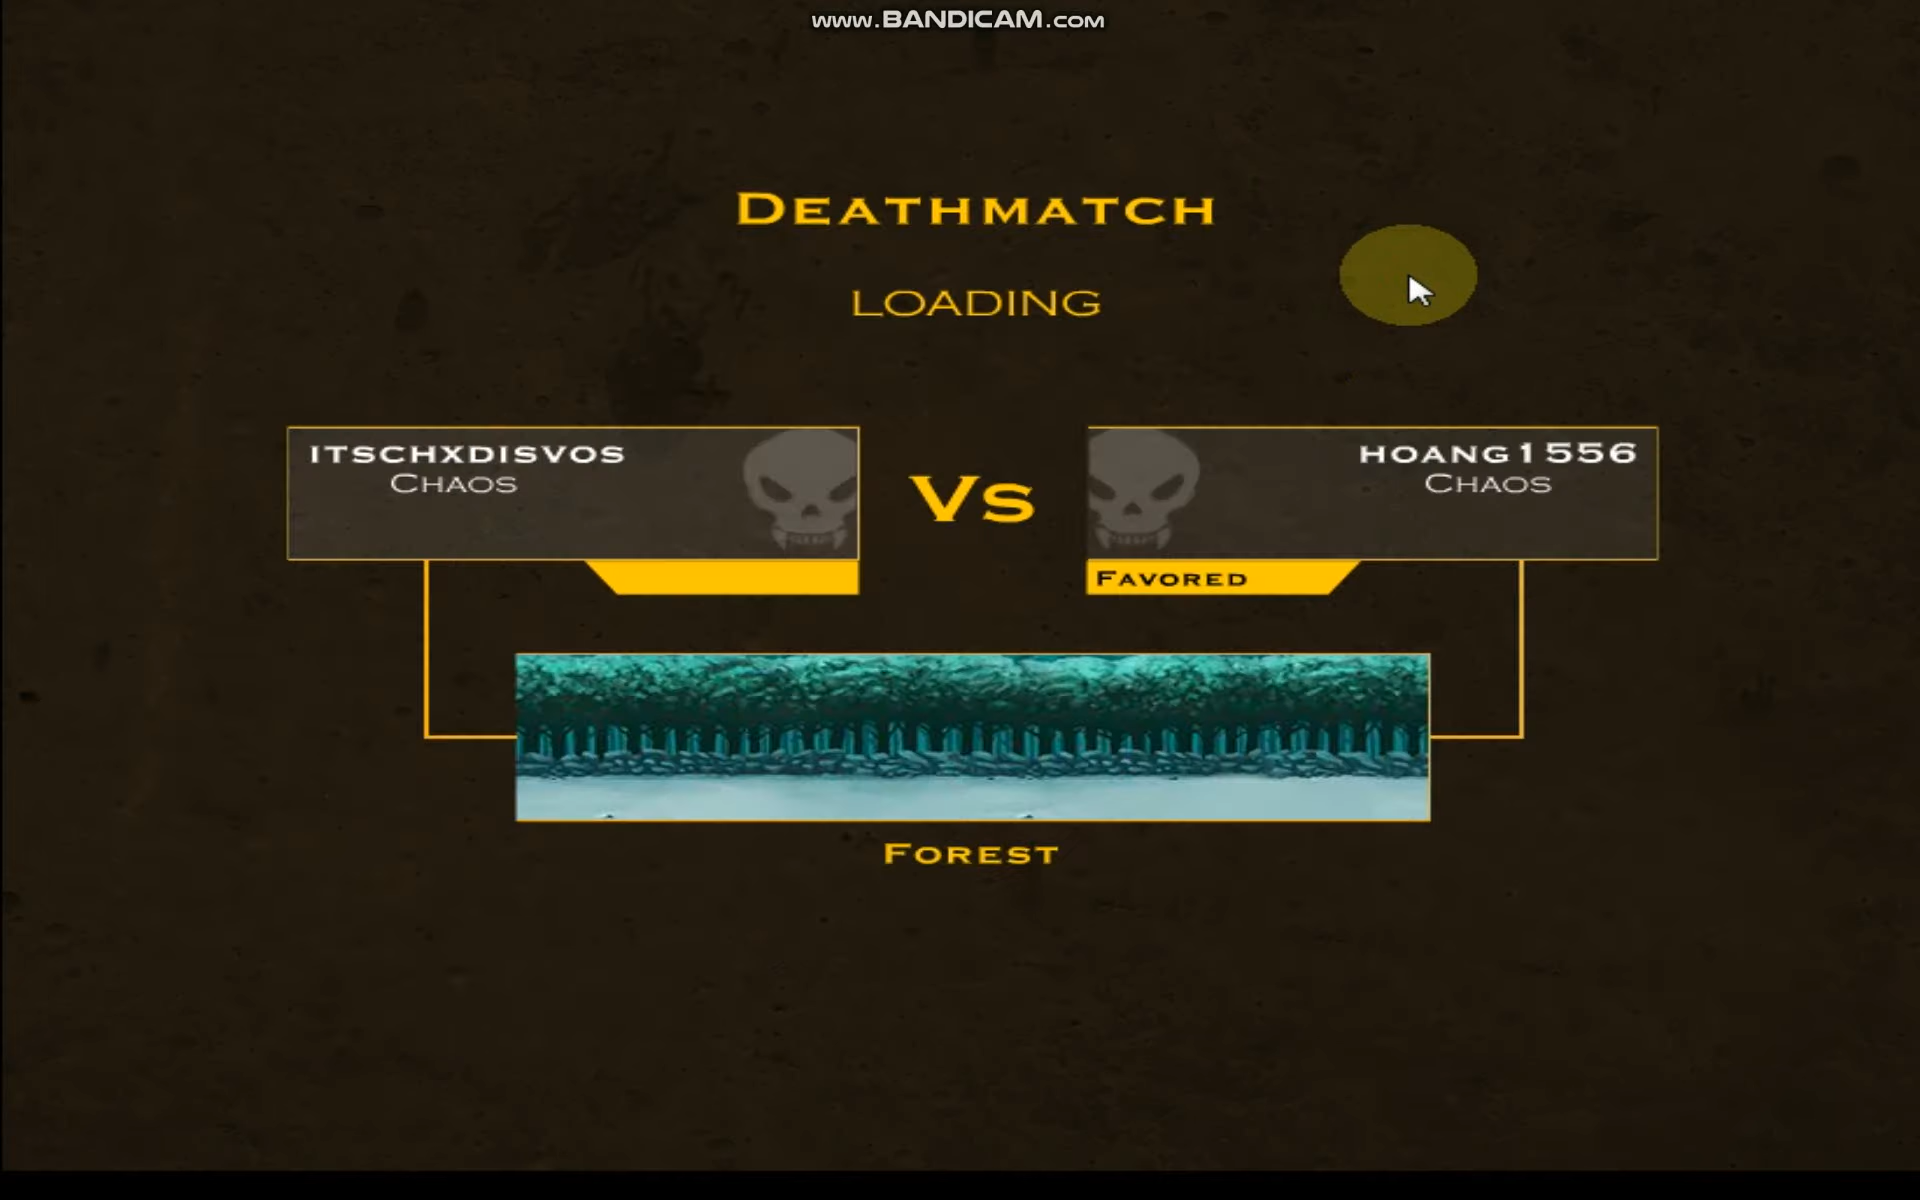 www.BANDICAM.com
DEATHMATCH
LOADING
ITSCHXDISVOS
CHAOS
VS
HOANG1556
CHAOS
FAVORED
FOREST